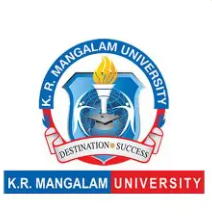 K. R. MANGALAM UNIVERSITY
DESTINATION SUCCESS
K.R. MANGALAM UNIVERSITY